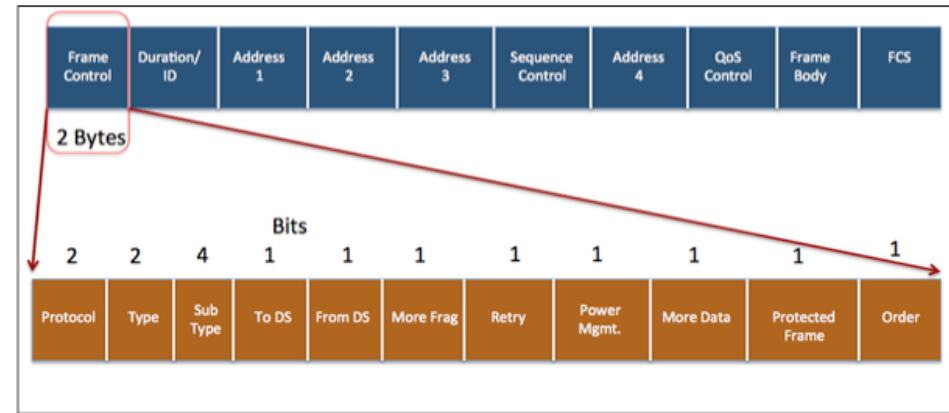 Frame Control
Duration/ ID
Address 1
Address 2
Address 3
Sequence Control
Address 4
QoS Control
Frame Body
FCS
2 Bytes
Bits
2 2 4 1 1 1 1 1 1 1 1
Protocol
Type
Sub Type
To DS
From DS
More Frag
Retry
Power Mgmt.
More Data
Protected Frame
Order